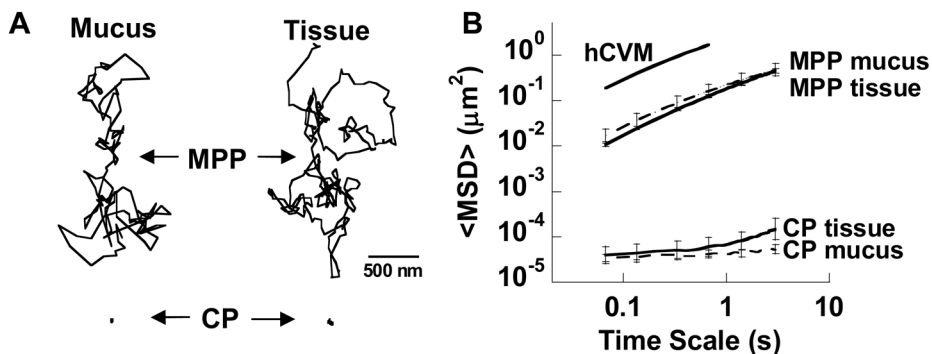 A
Mucus
Tissue
MPP
500 nm
CP
B
<MSD> (μm²)
10⁰
10⁻¹
10⁻²
10⁻³
10⁻⁴
10⁻⁵
hCVM
MPP mucus
MPP tissue
CP tissue
CP mucus
0.1
1
10
Time Scale (s)